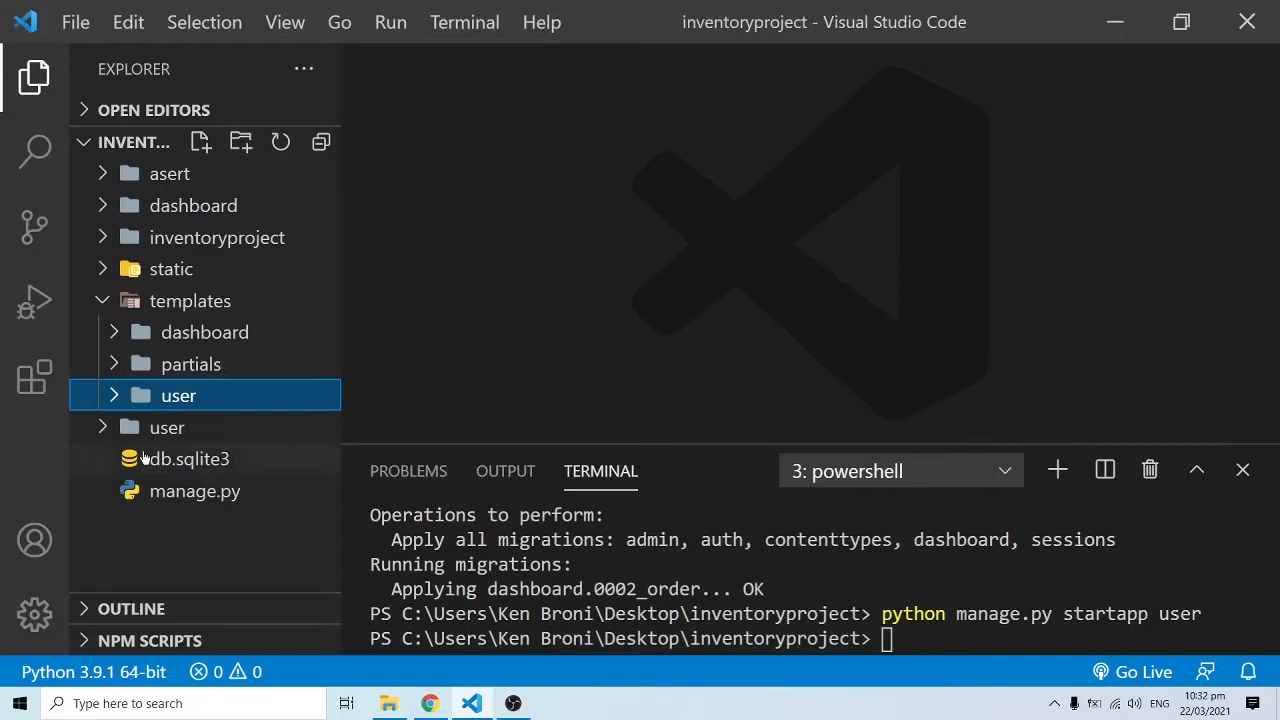 File Edit Selection View Go Run Terminal Help inventoryproject - Visual Studio Code
EXPLORER
OPEN EDITORS
INVENT...
asert
dashboard
inventoryproject
static
templates
dashboard
partials
user
user
db.sqlite3
manage.py
OUTLINE
NPM SCRIPTS
PROBLEMS OUTPUT TERMINAL 3: powershell
Operations to perform:
Apply all migrations: admin, auth, contenttypes, dashboard, sessions
Running migrations:
Applying dashboard.0002_order... OK
PS C:\Users\Ken Broni\Desktop\inventoryproject> python manage.py startapp user
PS C:\Users\Ken Broni\Desktop\inventoryproject>
Python 3.9.1 64-bit 0 0 Go Live
Type here to search ENG 10:32 pm
22/03/2021